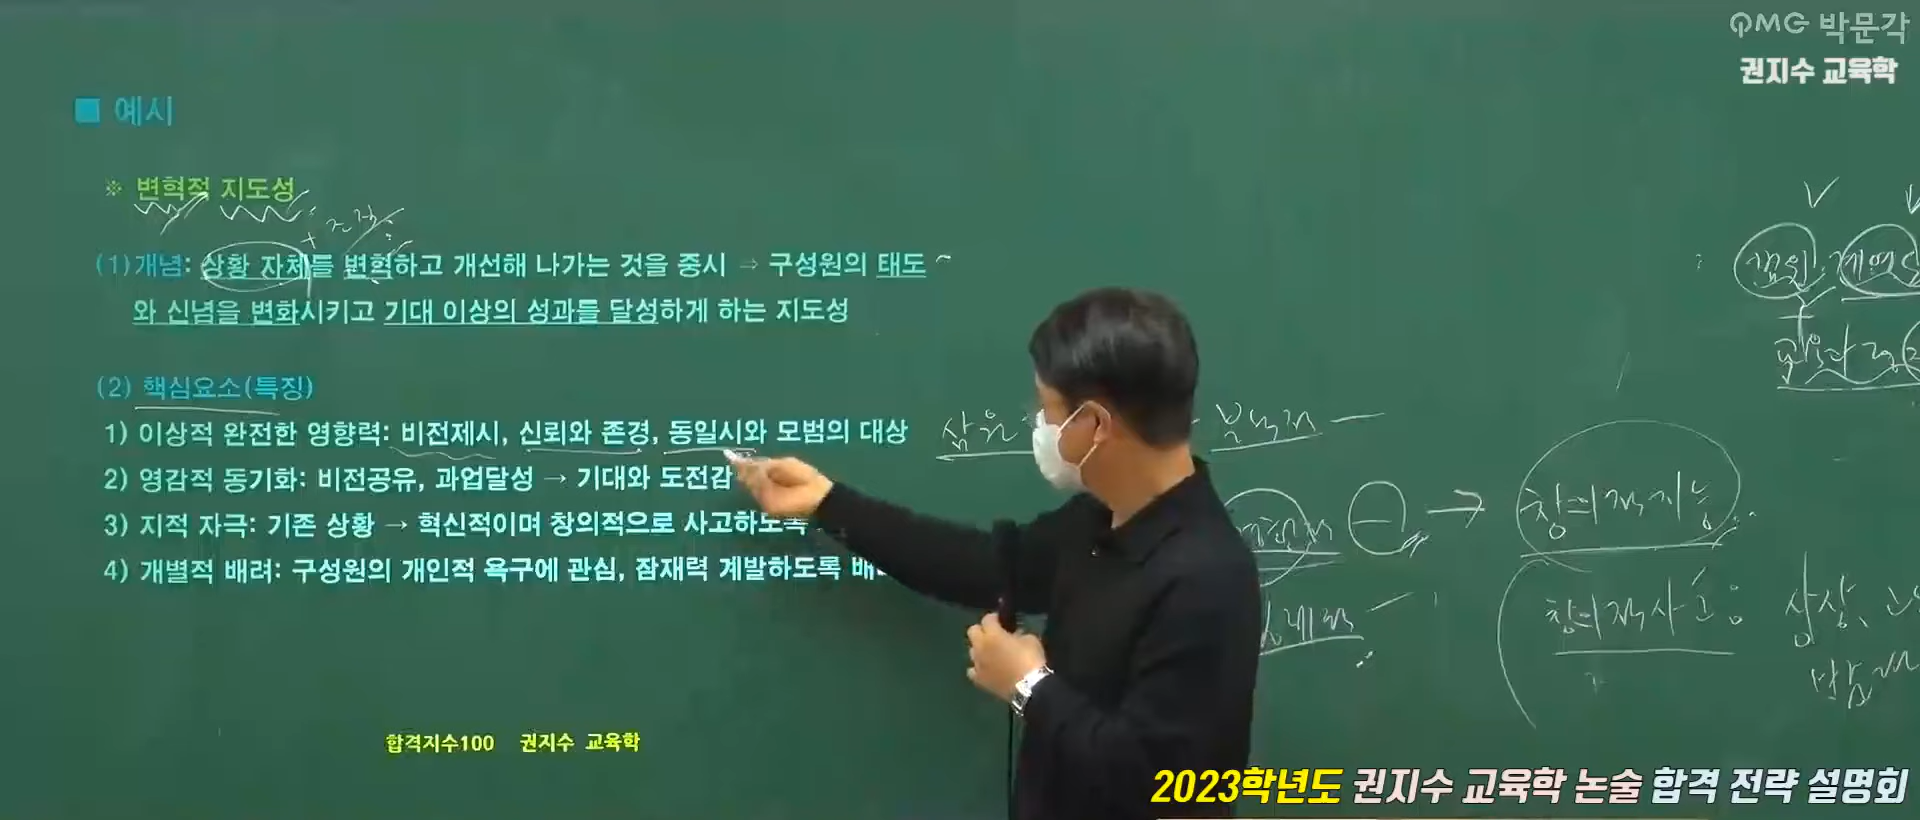 PMG 박문각
권지수 교육학
■ 예시
※ 변혁적 지도성
(1) 개념: 상황 자체를 변혁하고 개선해 나가는 것을 중시 ⇒ 구성원의 태도
와 신념을 변화시키고 기대 이상의 성과를 달성하게 하는 지도성
(2) 핵심요소(특징)
1) 이상적 완전한 영향력: 비전제시, 신뢰와 존경, 동일시와 모범의 대상
2) 영감적 동기화: 비전공유, 과업달성 → 기대와 도전감
3) 지적 자극: 기존 상황 → 혁신적이며 창의적으로 사고하도록
4) 개별적 배려: 구성원의 개인적 욕구에 관심, 잠재력 계발하도록
창의적 지능
창의적 사고
상상,
합격지수100 권지수 교육학
2023학년도 권지수 교육학 논술 합격 전략 설명회